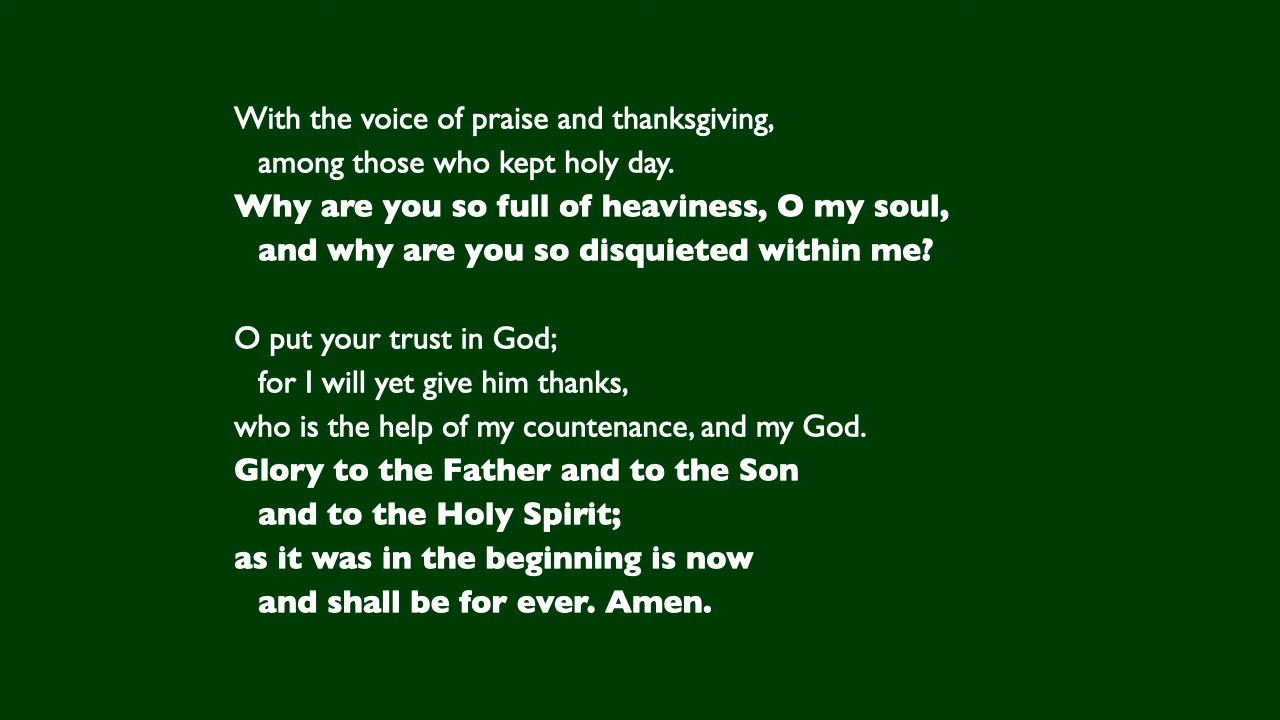 With the voice of praise and thanksgiving,
among those who kept holy day.
Why are you so full of heaviness, O my soul,
and why are you so disquieted within me?
O put your trust in God;
for I will yet give him thanks,
who is the help of my countenance, and my God.
Glory to the Father and to the Son
and to the Holy Spirit;
as it was in the beginning is now
and shall be for ever. Amen.